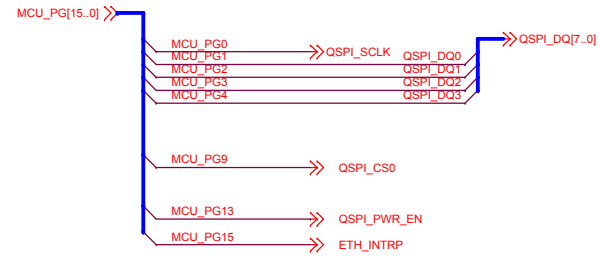 MCU_PG[15..0]
MCU_PG0 QSPI_SCLK QSPI_DQ[7..0]
MCU_PG1 QSPI_DQ0
MCU_PG2 QSPI_DQ1
MCU_PG3 QSPI_DQ2
MCU_PG4 QSPI_DQ3
MCU_PG9 QSPI_CS0
MCU_PG13 QSPI_PWR_EN
MCU_PG15 ETH_INTRP